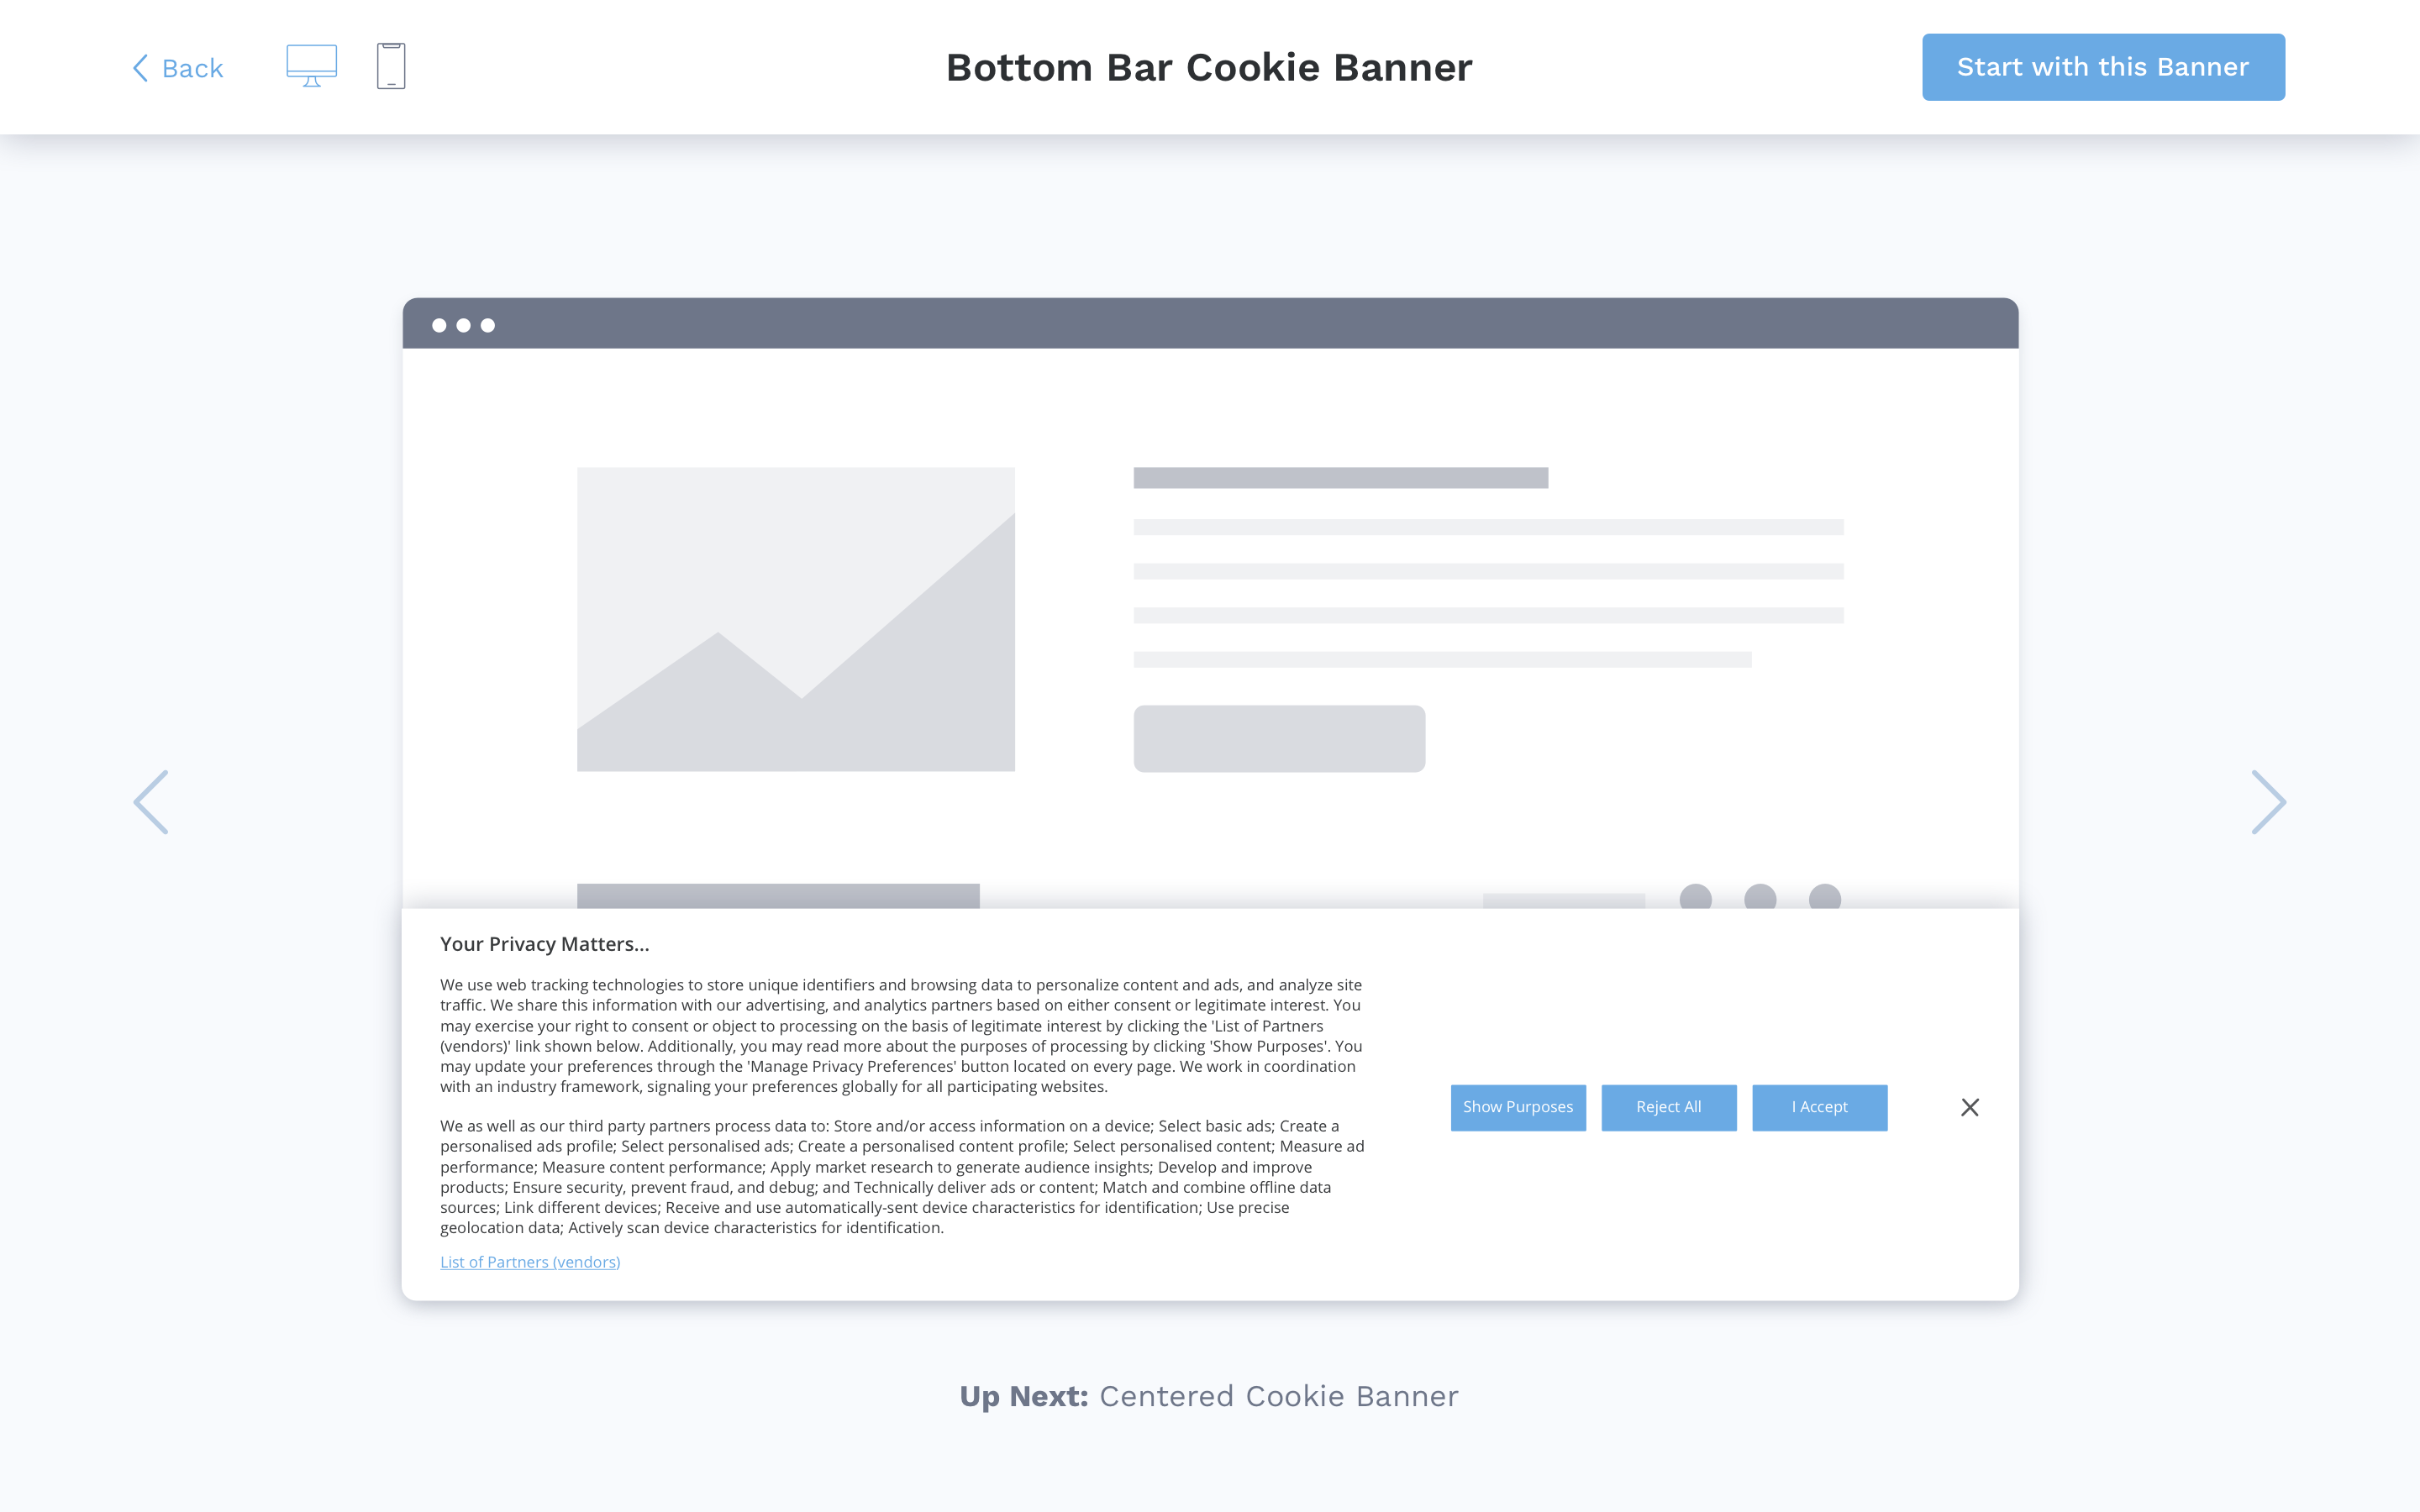 Back
Bottom Bar Cookie Banner
Start with this Banner
Your Privacy Matters...
We use web tracking technologies to store unique identifiers and browsing data to personalize content and ads, and analyze site
traffic. We share this information with our advertising, and analytics partners based on either consent or legitimate interest. You
may exercise your right to consent or object to processing on the basis of legitimate interest by clicking the 'List of Partners
(vendors)' link shown below. Additionally, you may read more about the purposes of processing by clicking 'Show Purposes'. You
may update your preferences through the 'Manage Privacy Preferences' button located on every page. We work in coordination
with an industry framework, signaling your preferences globally for all participating websites.
We as well as our third party partners process data to: Store and/or access information on a device; Select basic ads; Create a
personalised ads profile; Select personalised ads; Create a personalised content profile; Select personalised content; Measure ad
performance; Measure content performance; Apply market research to generate audience insights; Develop and improve
products; Ensure security, prevent fraud, and debug; and Technically deliver ads or content; Match and combine offline data
sources; Link different devices; Receive and use automatically-sent device characteristics for identification; Use precise
geolocation data; Actively scan device characteristics for identification.
List of Partners (vendors)
Show Purposes
Reject All
I Accept
Up Next: Centered Cookie Banner